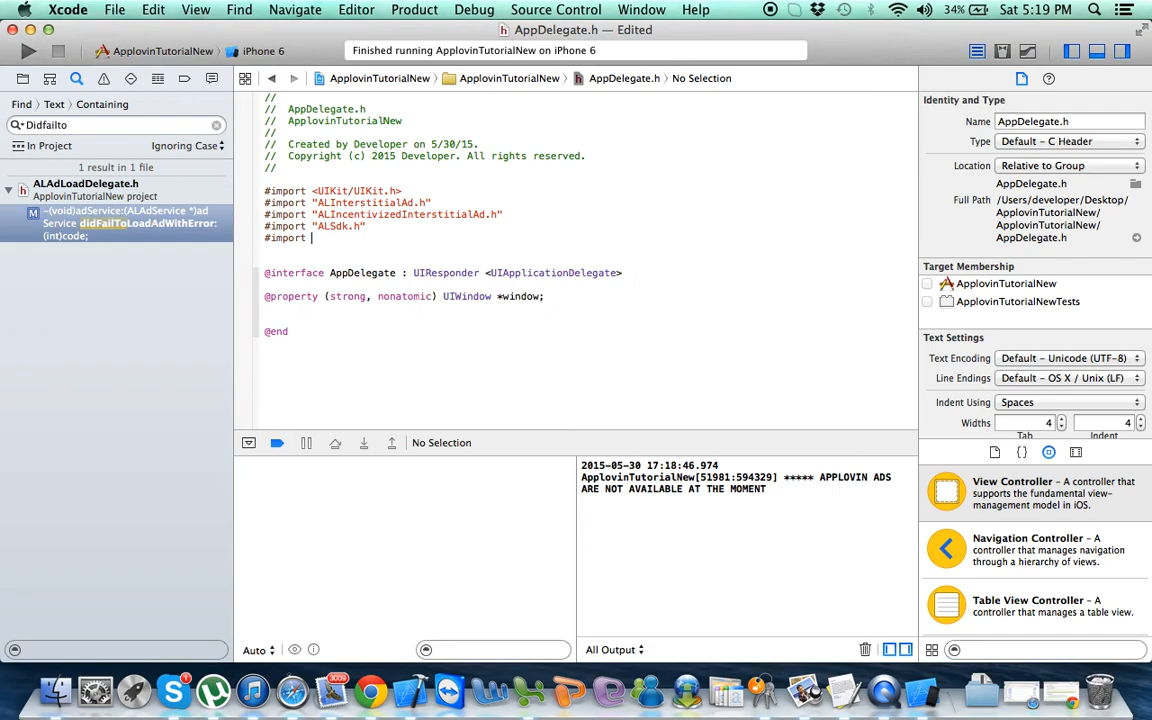 Xcode File Edit View Find Navigate Editor Product Debug Source Control Window Help 34% Sat 5:19 PM
AppDelegate.h — Edited
ApplovinTutorialNew iPhone 6 Finished running ApplovinTutorialNew on iPhone 6
ApplovinTutorialNew ApplovinTutorialNew AppDelegate.h No Selection
Find Text Containing
Didfailto
In Project Ignoring Case
1 result in 1 file
ALAdLoadDelegate.h
ApplovinTutorialNew project
M -(void)adService:(ALAdService *)ad
Service didFailToLoadAdWithError:
(int)code;
//
// AppDelegate.h
// ApplovinTutorialNew
//
// Created by Developer on 5/30/15.
// Copyright (c) 2015 Developer. All rights reserved.
//
#import <UIKit/UIKit.h>
#import "ALInterstitialAd.h"
#import "ALIncentivizedInterstitialAd.h"
#import "ALSdk.h"
#import
@interface AppDelegate : UIResponder <UIApplicationDelegate>
@property (strong, nonatomic) UIWindow *window;
@end
No Selection
2015-05-30 17:18:46.974
ApplovinTutorialNew[51981:594329] ***** APPLOVIN ADS
ARE NOT AVAILABLE AT THE MOMENT
Auto
All Output
Identity and Type
Name AppDelegate.h
Type Default - C Header
Location Relative to Group
AppDelegate.h
Full Path /Users/developer/Desktop/
ApplovinTutorialNew/
ApplovinTutorialNew/
AppDelegate.h
Target Membership
ApplovinTutorialNew
ApplovinTutorialNewTests
Text Settings
Text Encoding Default - Unicode (UTF-8)
Line Endings Default - OS X / Unix (LF)
Indent Using Spaces
Widths 4 4
Tab Indent
View Controller - A controller that
supports the fundamental view-
management model in iOS.
Navigation Controller - A
controller that manages navigation
through a hierarchy of views.
Table View Controller - A
controller that manages a table view.
1
3009